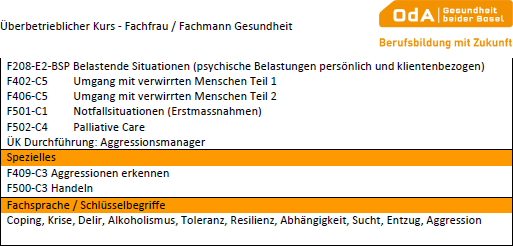 OdA Gesundheit
beider Basel
Überbetrieblicher Kurs - Fachfrau / Fachmann Gesundheit
Berufsbildung mit Zukunft
F208-E2-BSP Belastende Situationen (psychische Belastungen persönlich und klientenbezogen)
F402-C5 Umgang mit verwirrten Menschen Teil 1
F406-C5 Umgang mit verwirrten Menschen Teil 2
F501-C1 Notfallsituationen (Erstmassnahmen)
F502-C4 Palliative Care
ÜK Durchführung: Aggressionsmanager
Spezielles
F409-C3 Aggressionen erkennen
F500-C3 Handeln
Fachsprache / Schlüsselbegriffe
Coping, Krise, Delir, Alkoholismus, Toleranz, Resilienz, Abhängigkeit, Sucht, Entzug, Aggression